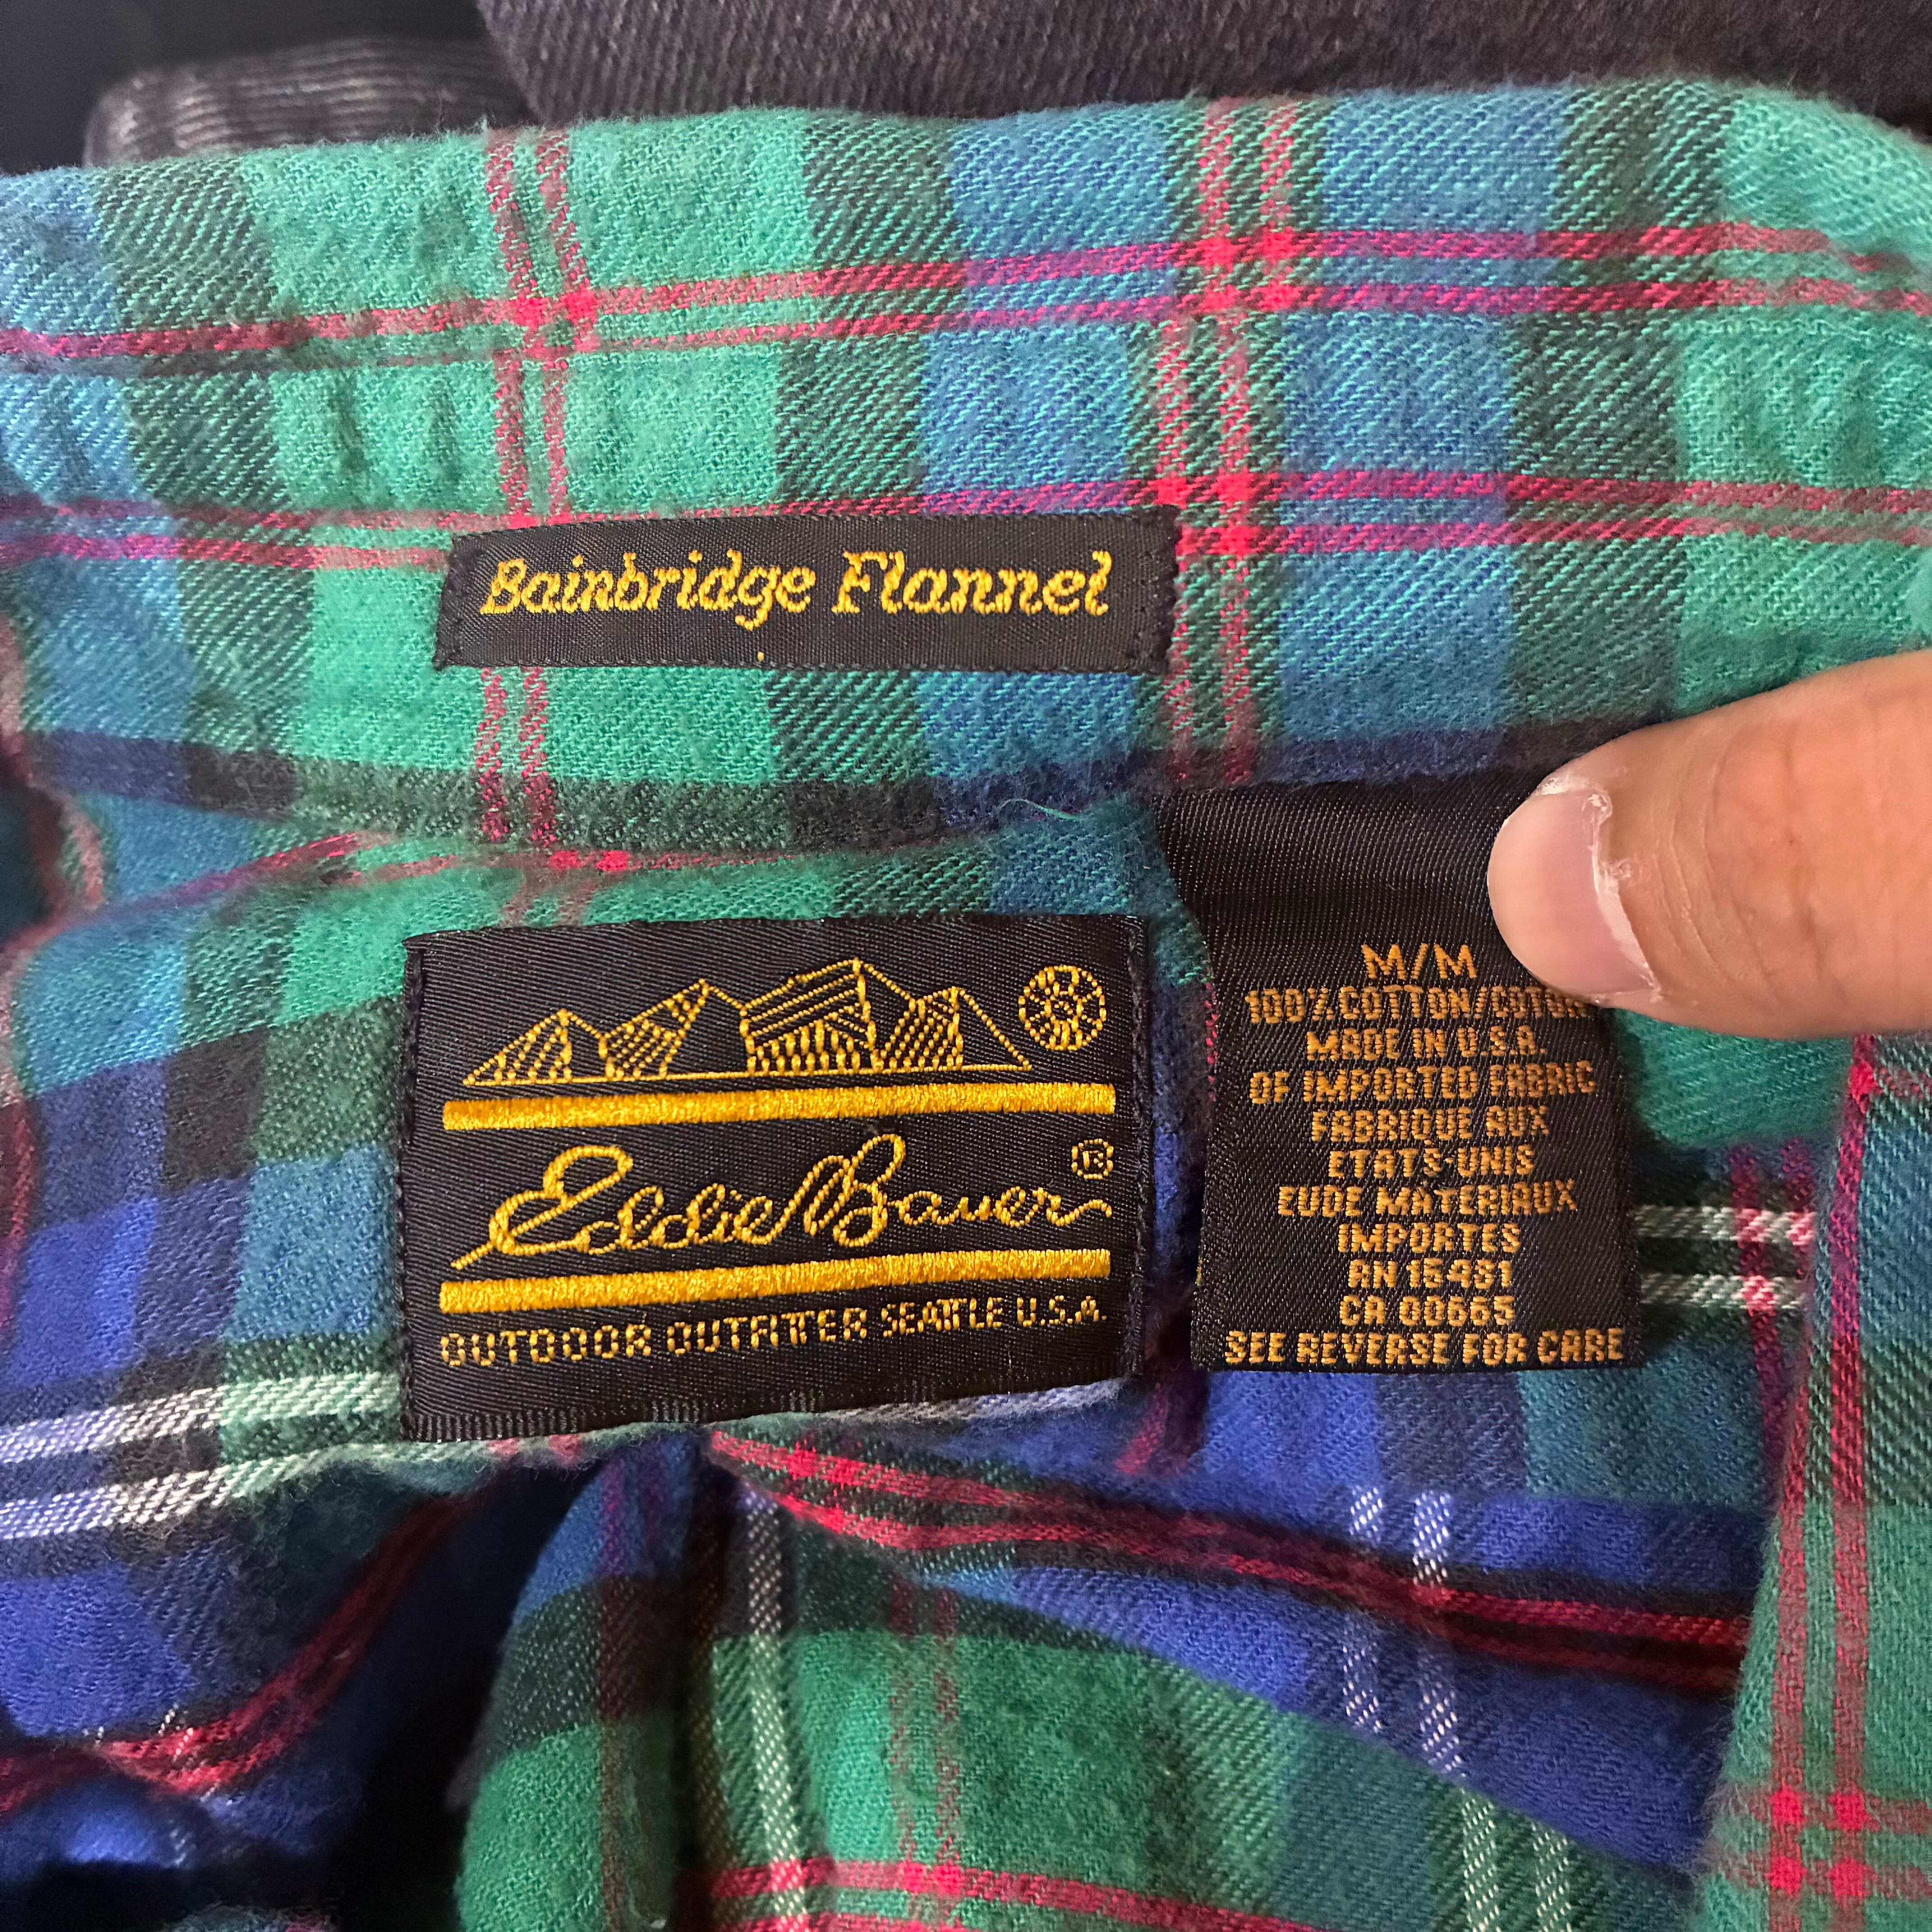 Bainbridge Flannel
Eddie Bauer ®
OUTDOOR OUTFITTER SEATTLE U.S.A.
M/M
100% COTTON/COTON
MADE IN U.S.A.
OF IMPORTED FABRIC
FABRIQUE AUX
ETATS-UNIS
EUDE MATERIAUX
IMPORTES
RN 15461
CA 00665
SEE REVERSE FOR CARE